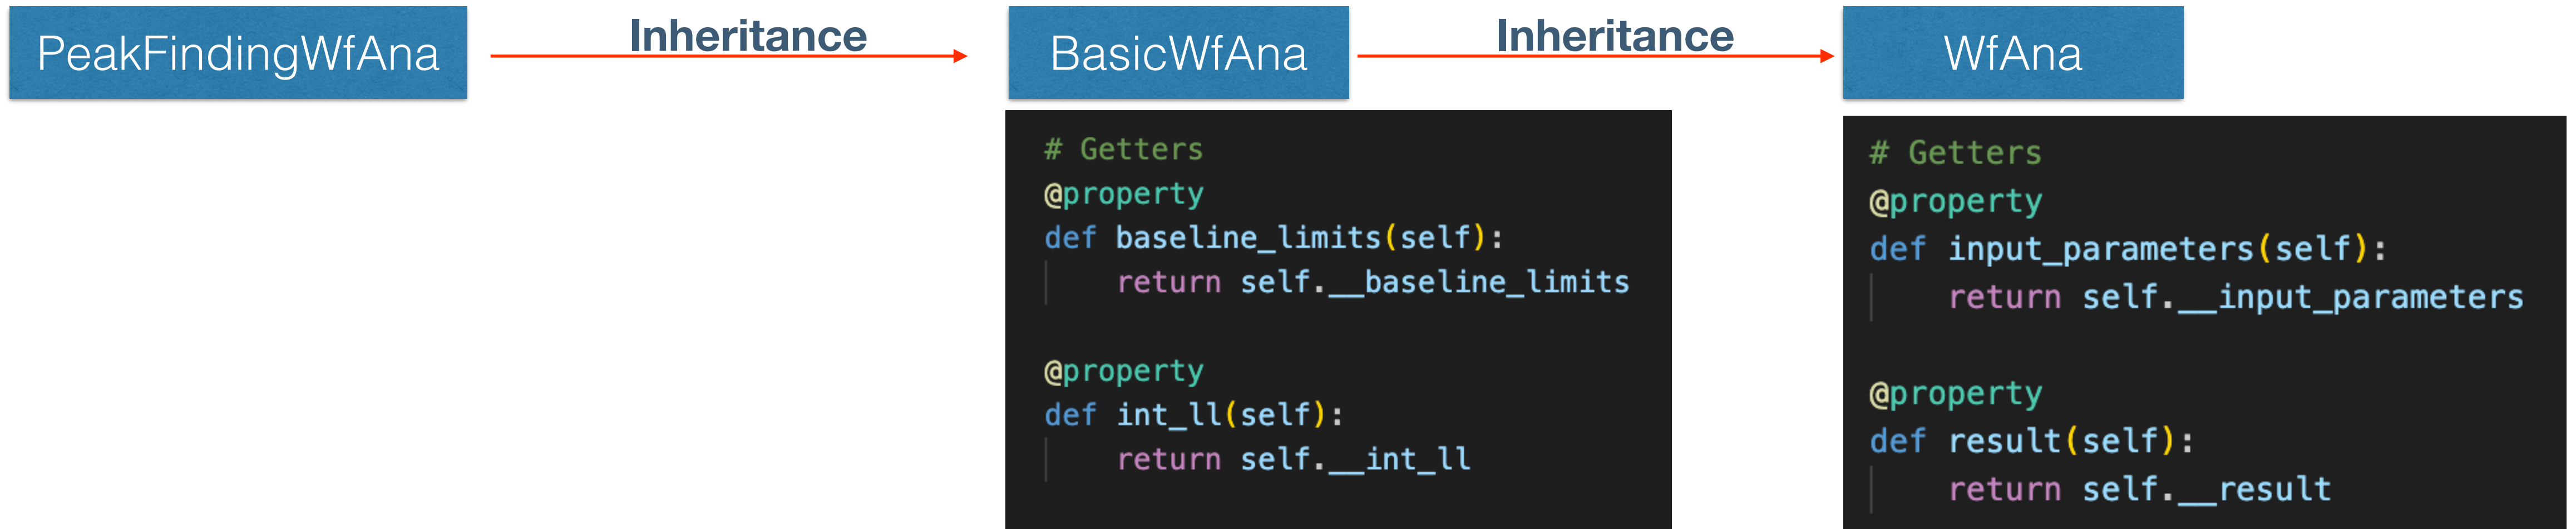 PeakFindingWfAna
Inheritance
BasicWfAna
Inheritance
WfAna
# Getters
@property
def baseline_limits(self):
return self.__baseline_limits
@property
def int_ll(self):
return self.__int_ll
# Getters
@property
def input_parameters(self):
return self.__input_parameters
@property
def result(self):
return self.__result